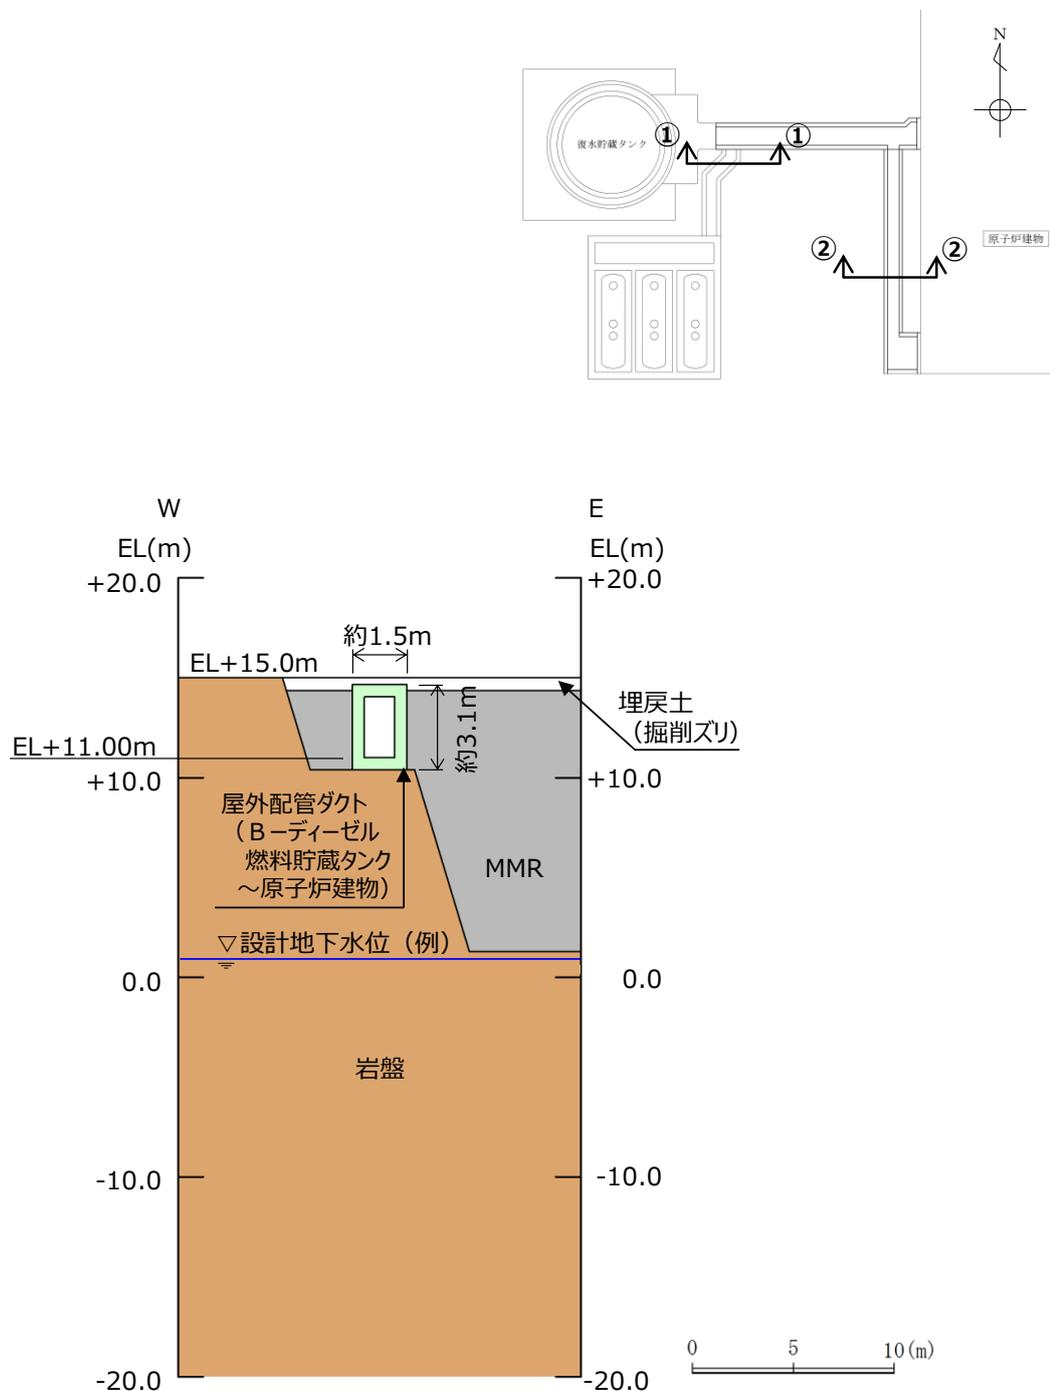 N
①
①
復水貯蔵タンク
②
②
原子炉建物
W
E
EL(m)
EL(m)
+20.0
+20.0
約1.5m
EL+15.0m
約3.1m
埋戻土
（掘削ズリ）
EL+11.00m
+10.0
+10.0
屋外配管ダクト
（Ｂ－ディーゼル
燃料貯蔵タンク
～原子炉建物）
MMR
▽設計地下水位（例）
0.0
0.0
岩盤
-10.0
-10.0
0 5 10(m)
-20.0
-20.0